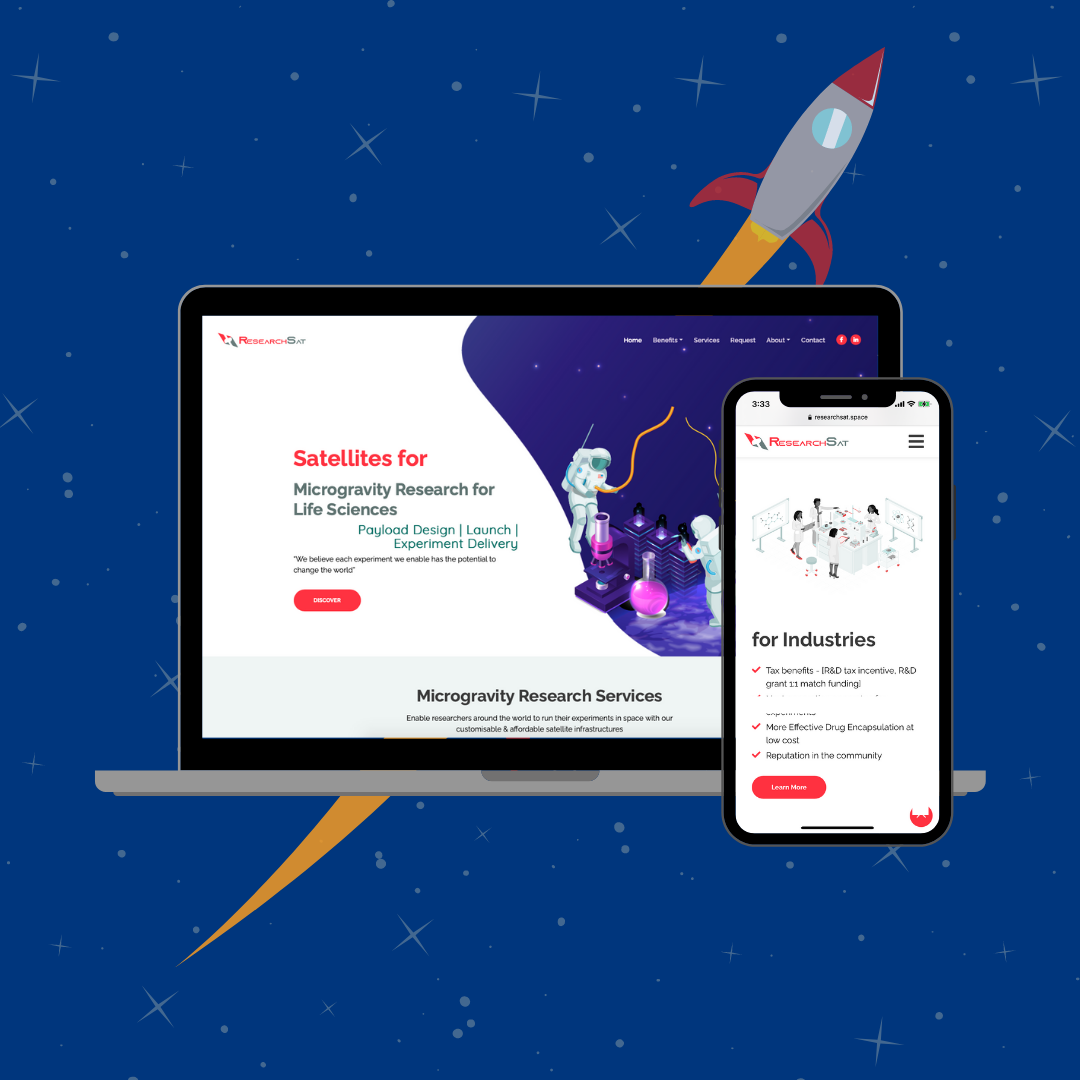 ResearchSat
Home Benefits Services Request About Contact
Satellites for
Microgravity Research for
Life Sciences
Payload Design | Launch |
Experiment Delivery
"We believe each experiment we enable has the potential to
change the world"
DISCOVER
Microgravity Research Services
Enable researchers around the world to run their experiments in space with our
customisable & affordable satellite infrastructures
3:33
researchsat.space
ResearchSat
for Industries
Tax benefits - [R&D tax incentive, R&D
grant 1:1 match funding]
experiments
More Effective Drug Encapsulation at
low cost
Reputation in the community
Learn More